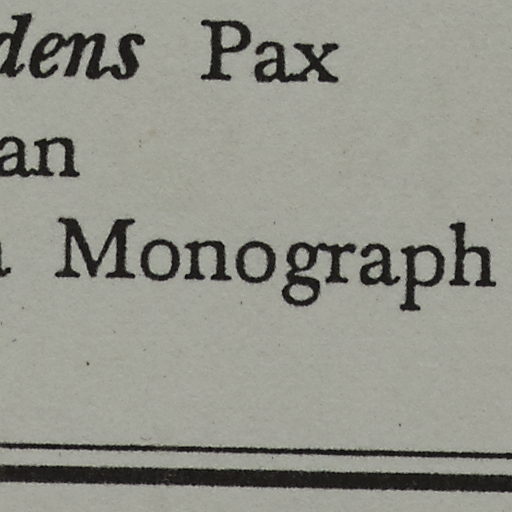 dens Pax
an
Monograph